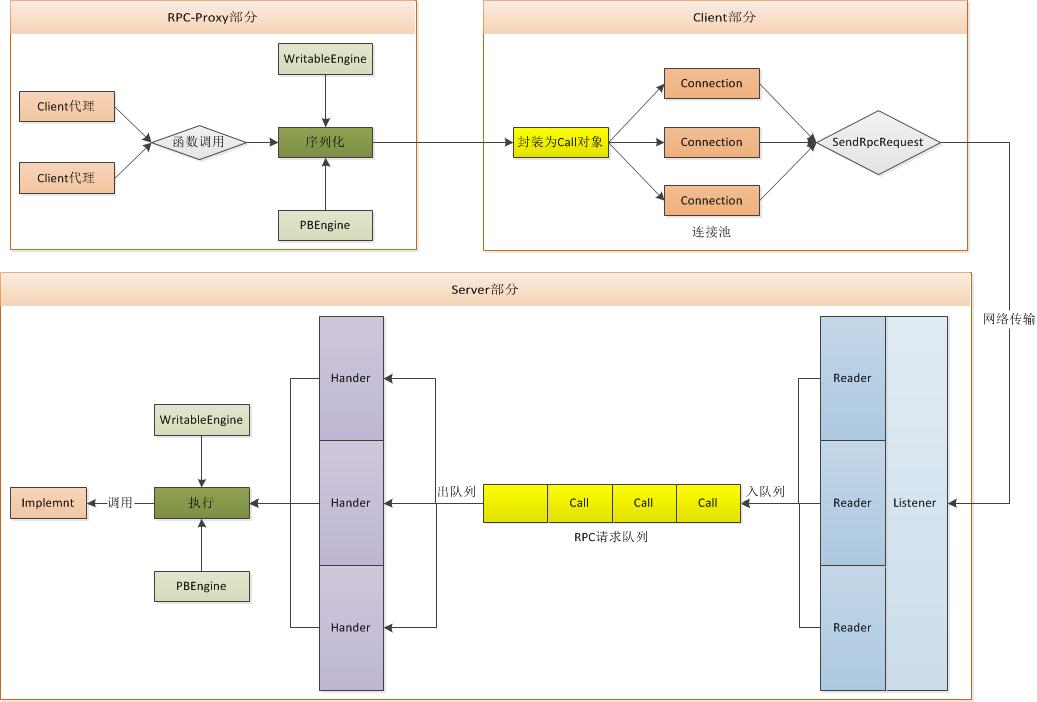 RPC-Proxy部分
WritableEngine
Client代理
函数调用
序列化
Client代理
PBEngine
Client部分
Connection
封装为Call对象
Connection
SendRpcRequest
Connection
连接池
网络传输
Server部分
Hander
Reader
WritableEngine
Implemnt
调用
执行
Hander
出队列
Call
Call
Call
入队列
Reader
Listener
RPC请求队列
PBEngine
Hander
Reader